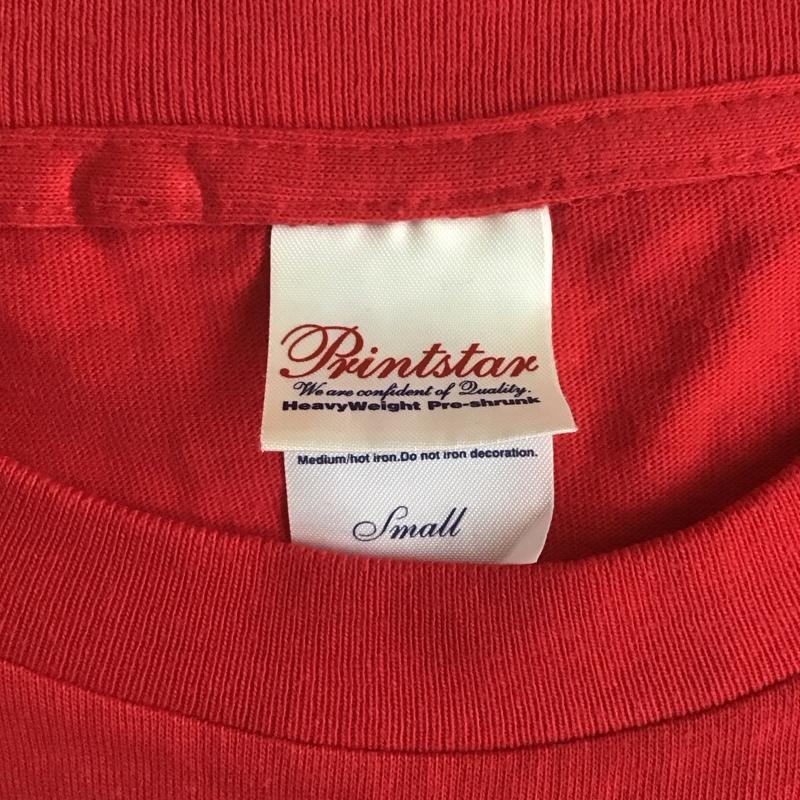 Printstar
We are confident of Quality.
HeavyWeight Pre-shrunk
Medium/hot iron.Do not iron decoration.
Small